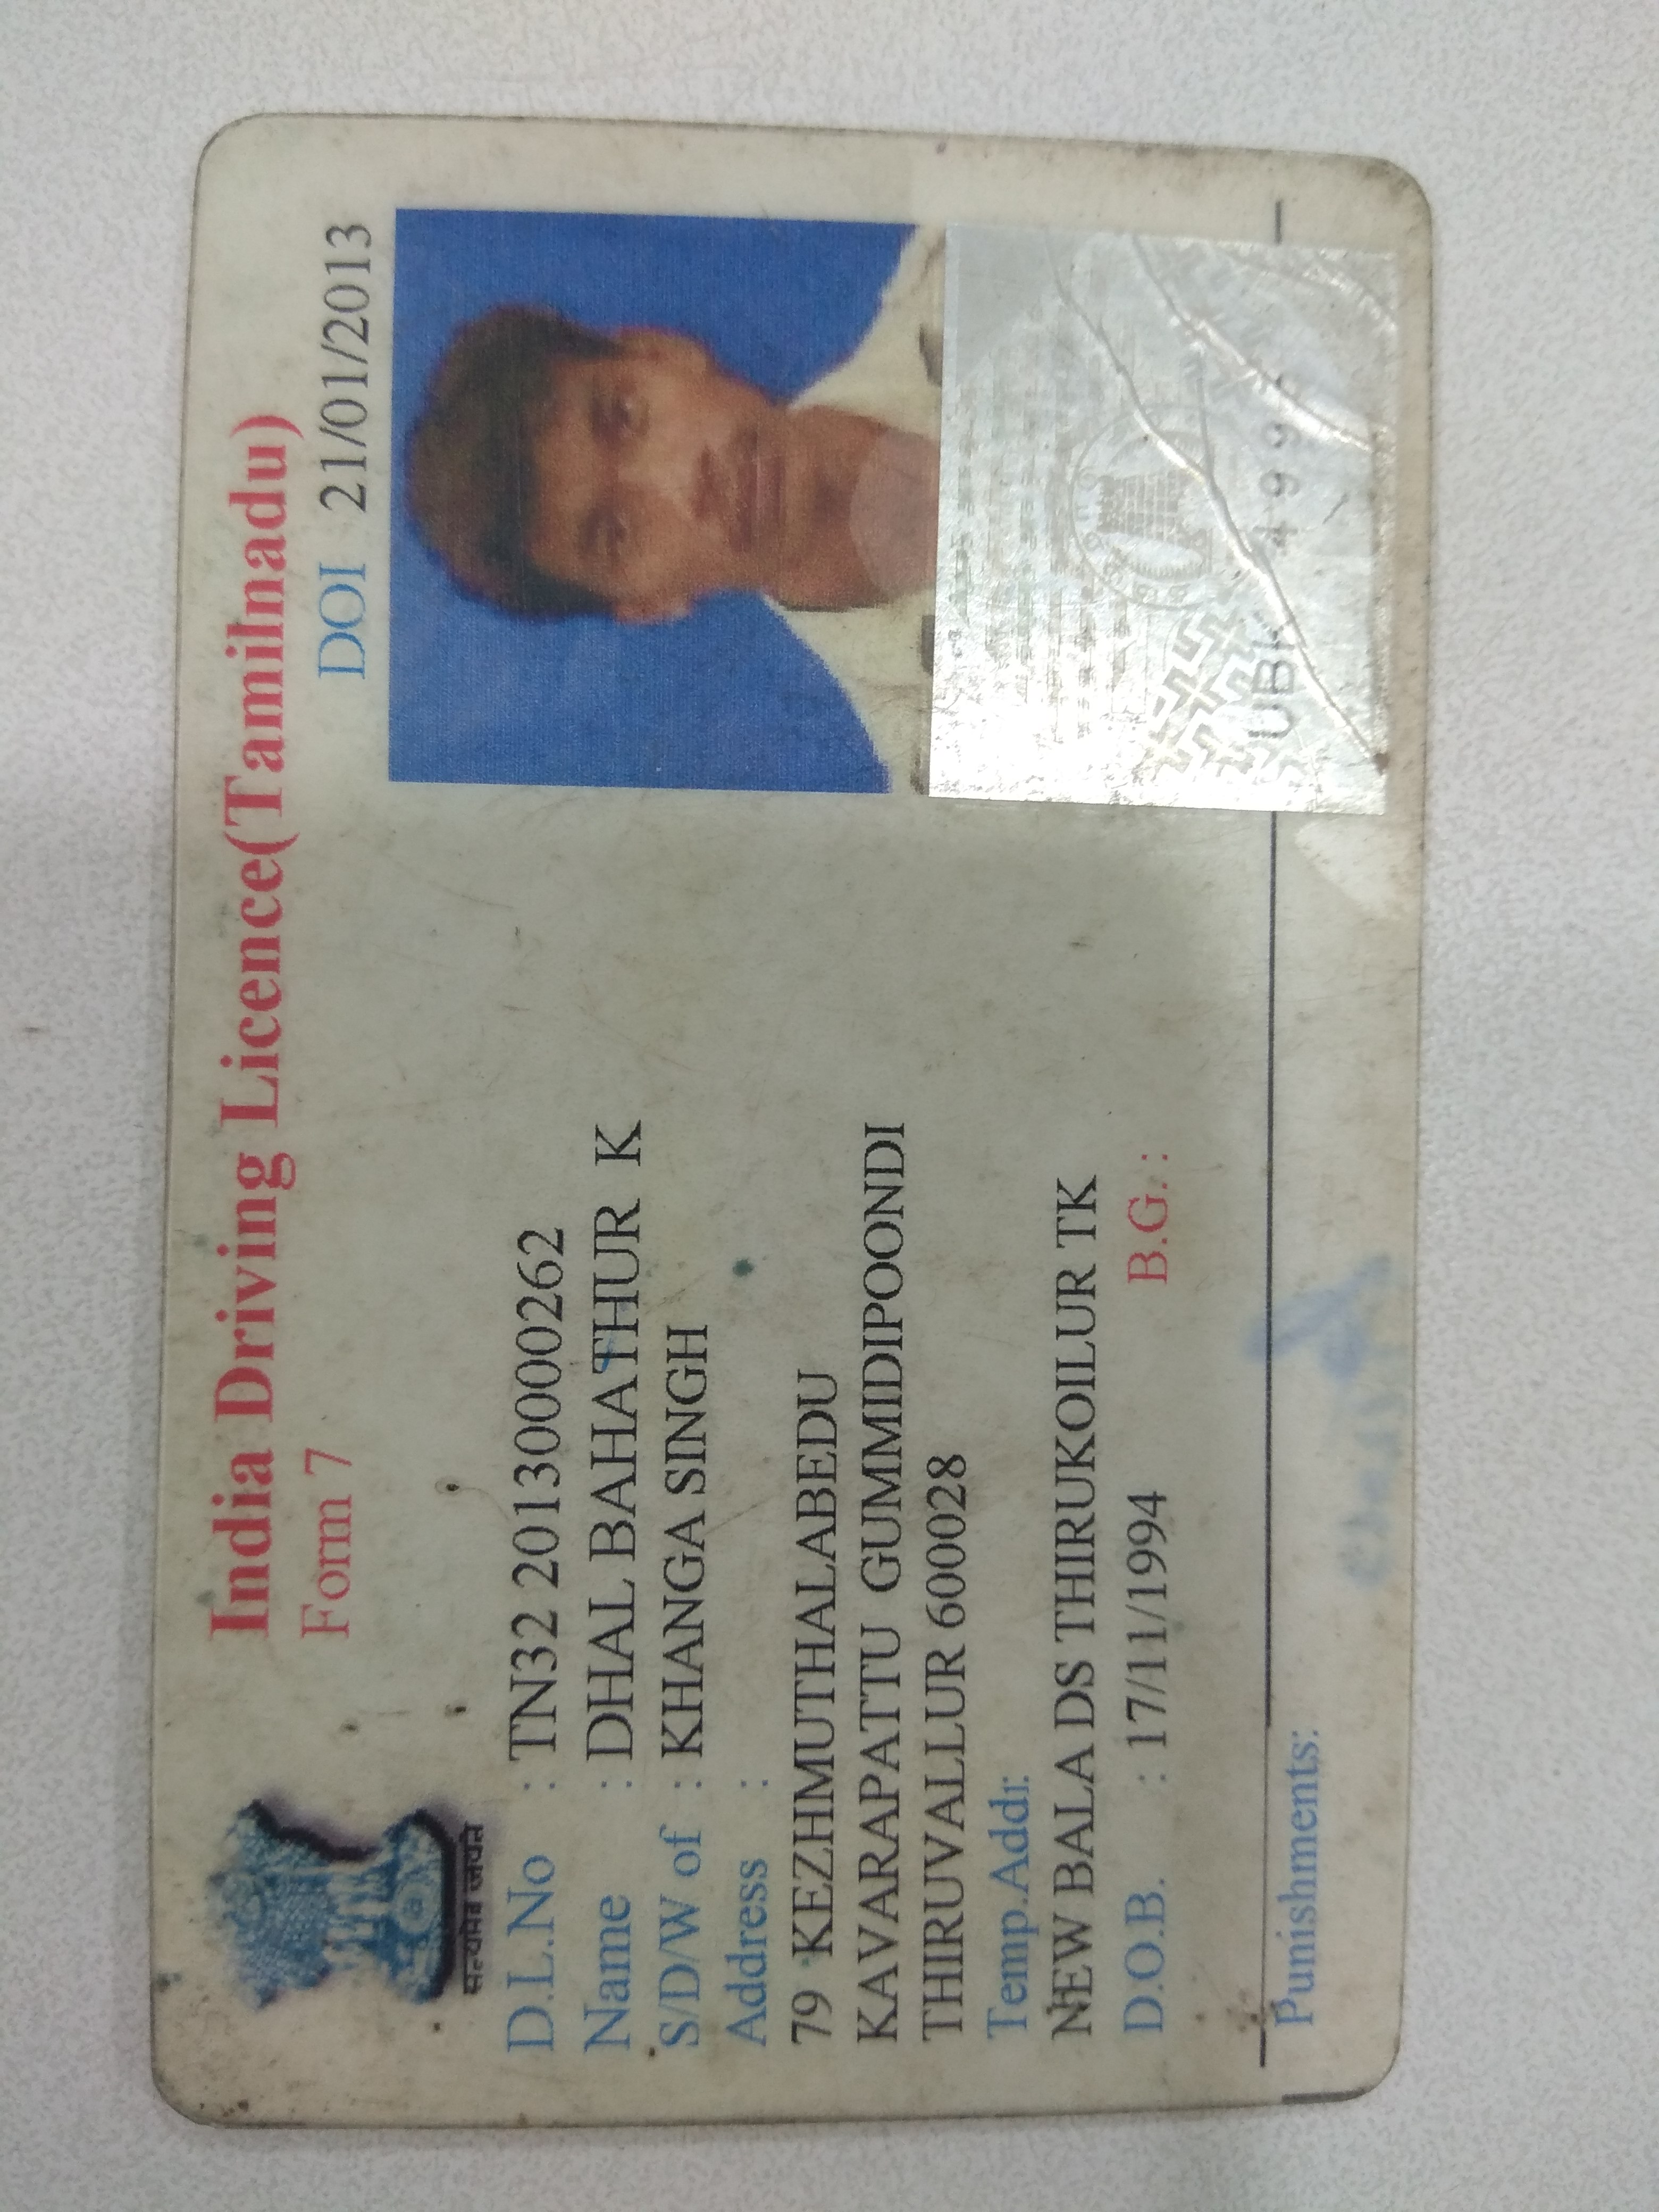 India Driving Licence(Tamilnadu)
Form 7 DOI 21/01/2013
सत्यमेव जयते
D.L.No : TN32 20130000262
Name : DHAL BAHATHUR K
S/D/W of : KHANGA SINGH
Address :
79 KEZHMUTHALABEDU
KAVARAPATTU GUMMIDIPOONDI
THIRUVALLUR 600028
Temp.Addr:
NEW BALA DS THIRUKOILUR TK
D.O.B. : 17/11/1994 B.G.:
Punishments: